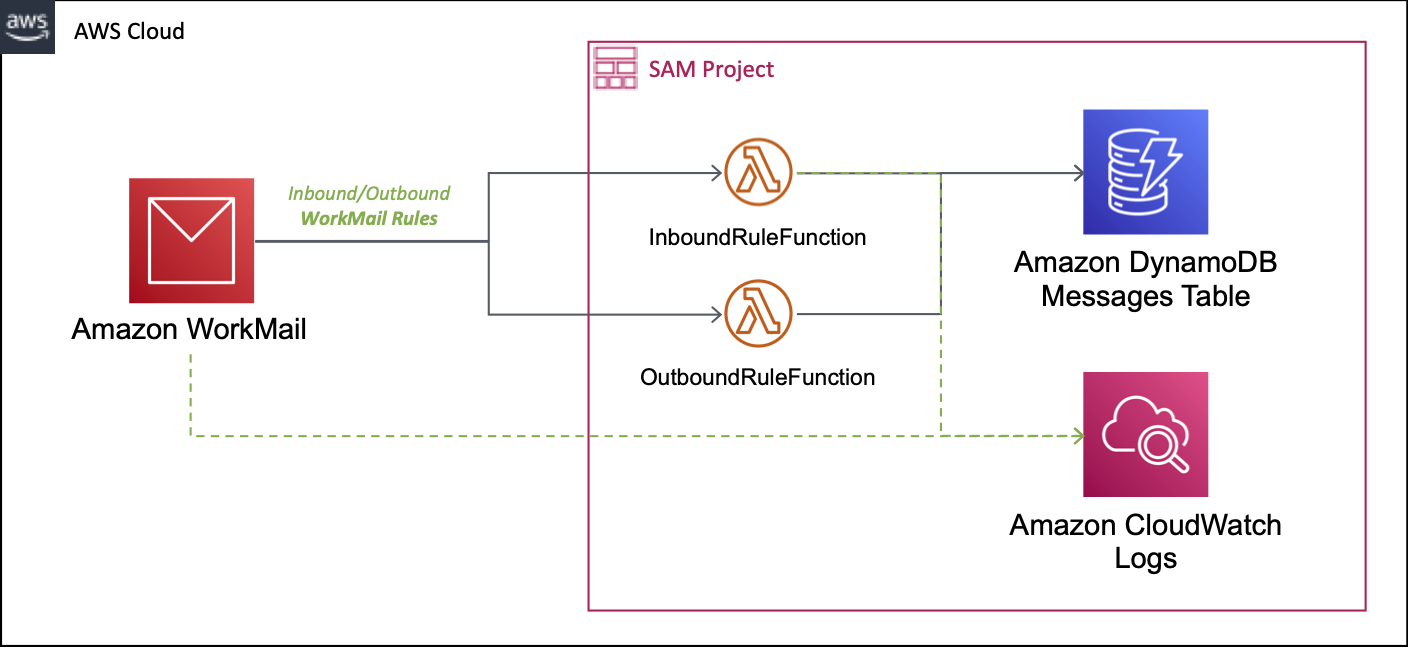 aws
AWS Cloud
SAM Project
Inbound/Outbound
WorkMail Rules
InboundRuleFunction
Amazon WorkMail
OutboundRuleFunction
Amazon DynamoDB
Messages Table
Amazon CloudWatch
Logs